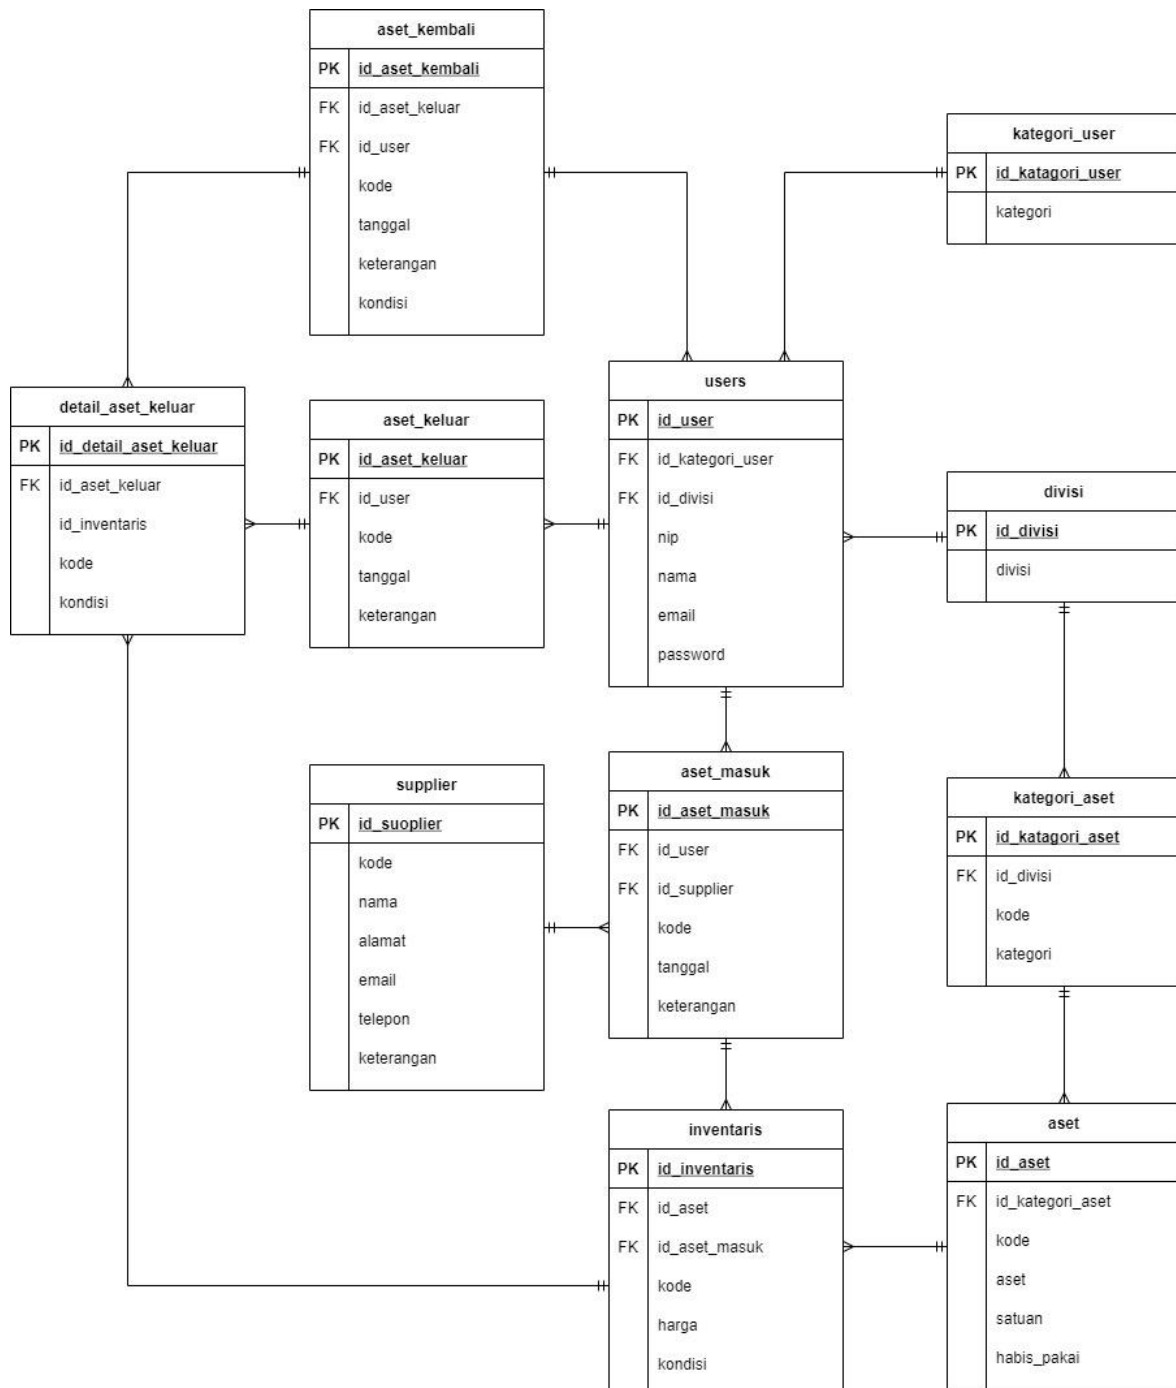 aset_kembali
PK id_aset_kembali
FK id_aset_keluar
FK id_user
kode
tanggal
keterangan
kondisi
kategori_user
PK id_katagori_user
kategori
detail_aset_keluar
PK id_detail_aset_keluar
FK id_aset_keluar
id_inventaris
kode
kondisi
aset_keluar
PK id_aset_keluar
FK id_user
kode
tanggal
keterangan
users
PK id_user
FK id_kategori_user
FK id_divisi
nip
nama
email
password
divisi
PK id_divisi
divisi
supplier
PK id_suoplier
kode
nama
alamat
email
telepon
keterangan
aset_masuk
PK id_aset_masuk
FK id_user
FK id_supplier
kode
tanggal
keterangan
kategori_aset
PK id_katagori_aset
FK id_divisi
kode
kategori
inventaris
PK id_inventaris
FK id_aset
FK id_aset_masuk
kode
harga
kondisi
aset
PK id_aset
FK id_kategori_aset
kode
aset
satuan
habis_pakai